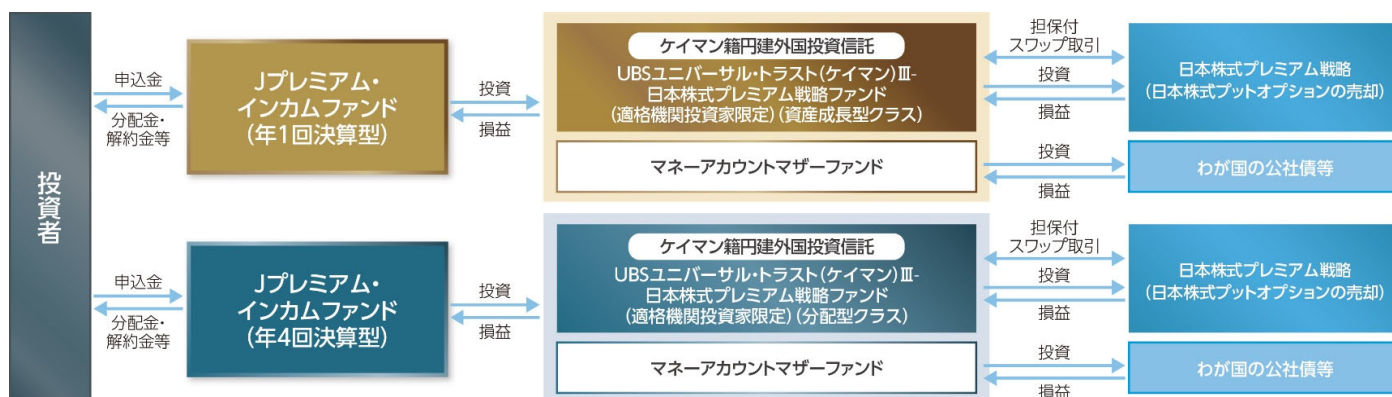 投資者
申込金
分配金・
解約金等
Jプレミアム・
インカムファンド
(年1回決算型)
投資
損益
ケイマン籍円建外国投資信託
UBSユニバーサル・トラスト(ケイマン)Ⅲ-
日本株式プレミアム戦略ファンド
(適格機関投資家限定)(資産成長型クラス)
マネーアカウントマザーファンド
担保付
スワップ取引
投資
損益
日本株式プレミアム戦略
(日本株式プットオプションの売却)
投資
損益
わが国の公社債等
申込金
分配金・
解約金等
Jプレミアム・
インカムファンド
(年4回決算型)
投資
損益
ケイマン籍円建外国投資信託
UBSユニバーサル・トラスト(ケイマン)Ⅲ-
日本株式プレミアム戦略ファンド
(適格機関投資家限定)(分配型クラス)
マネーアカウントマザーファンド
担保付
スワップ取引
投資
損益
日本株式プレミアム戦略
(日本株式プットオプションの売却)
投資
損益
わが国の公社債等